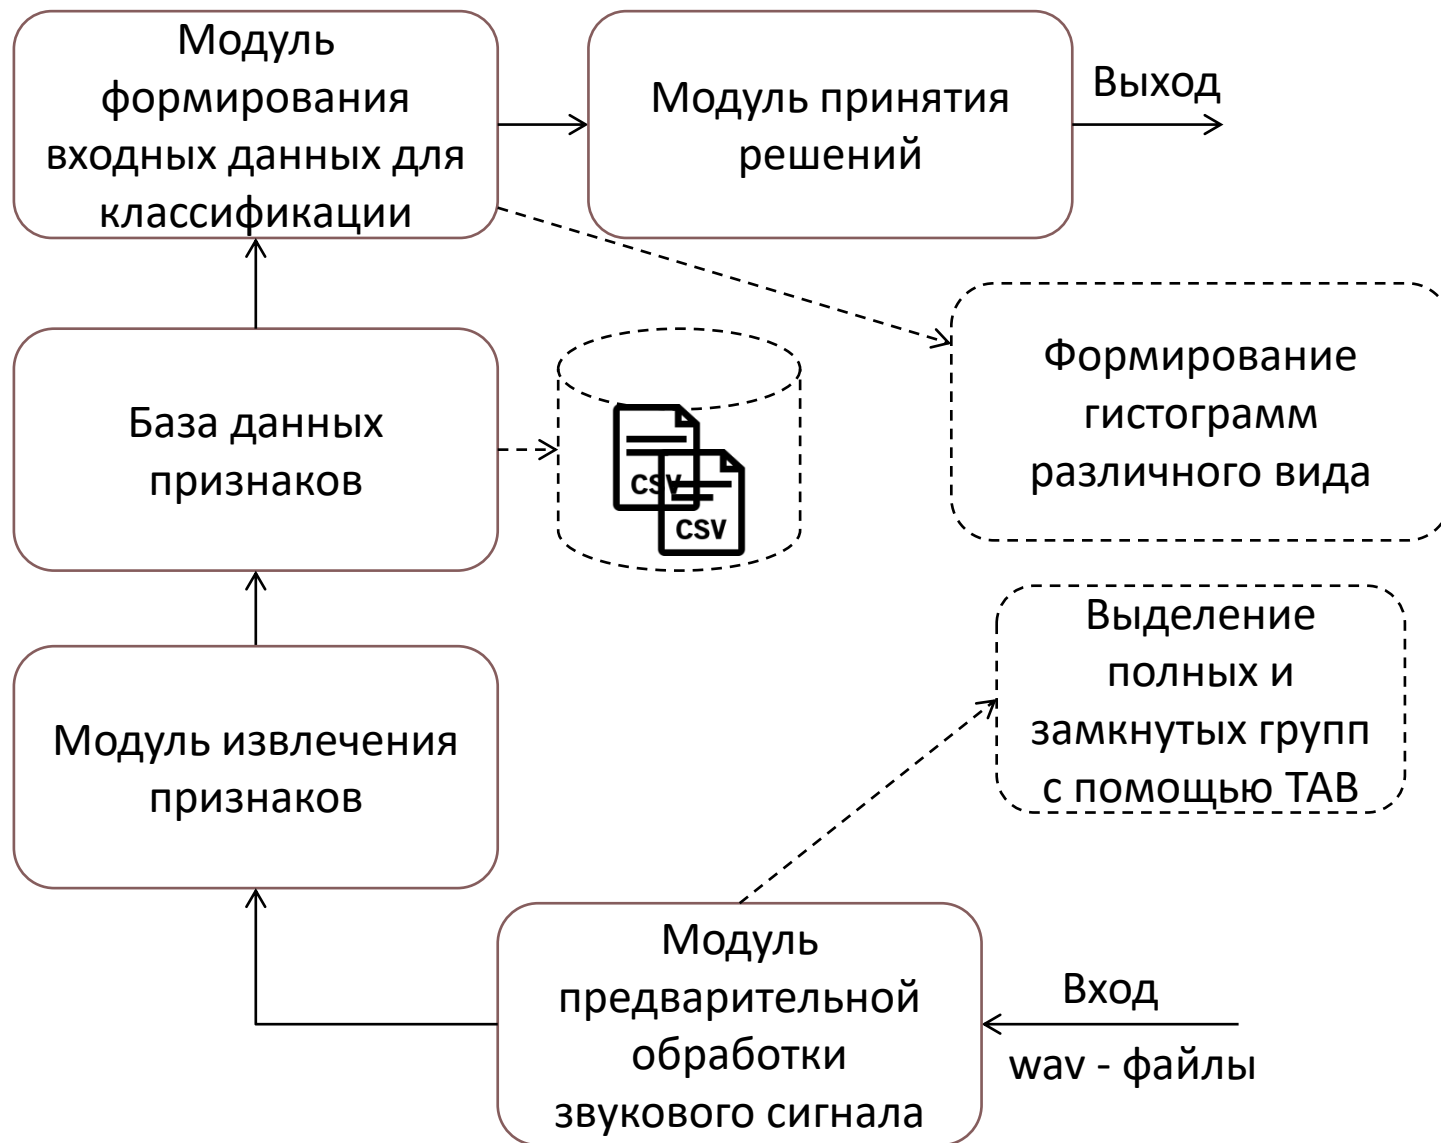 Модуль
формирования
входных данных для
классификации
Модуль принятия
решений
Выход
База данных
признаков
CSV
CSV
Формирование
гистограмм
различного вида
Модуль извлечения
признаков
Выделение
полных и
замкнутых групп
с помощью ТАВ
Модуль
предварительной
обработки
звукового сигнала
Вход
wav - файлы